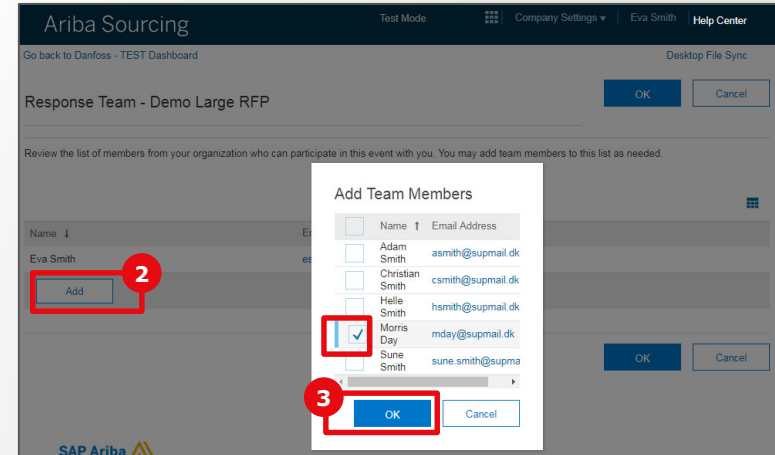 Ariba Sourcing
Test Mode
Company Settings
Eva Smith
Help Center
Go back to Danfoss - TEST Dashboard
Desktop File Sync
Response Team - Demo Large RFP
OK
Cancel
Review the list of members from your organization who can participate in this event with you. You may add team members to this list as needed.
Name ↓
Eva Smith
2
Add
Add Team Members
Name ↑ Email Address
Adam Smith asmith@supmail.dk
Christian Smith csmith@supmail.dk
Helle Smith hsmith@supmail.dk
Morris Day mday@supmail.dk
Sune Smith sune.smith@supma
3
OK
Cancel
OK
Cancel
SAP Ariba